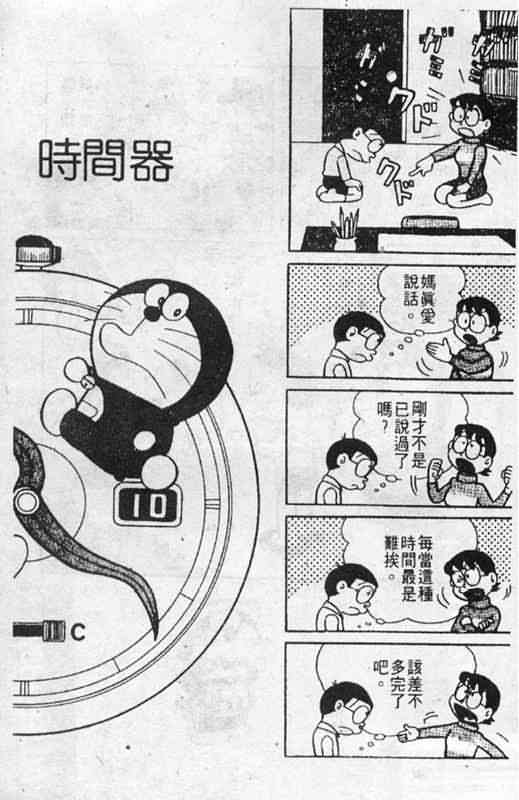 時間器
10
C
ガミ
ガミ
クド
クド
媽真愛
說話。
剛才不是
已說過了
嗎？
每當這種
時間最是
難挨。
該差不
多完了
吧。